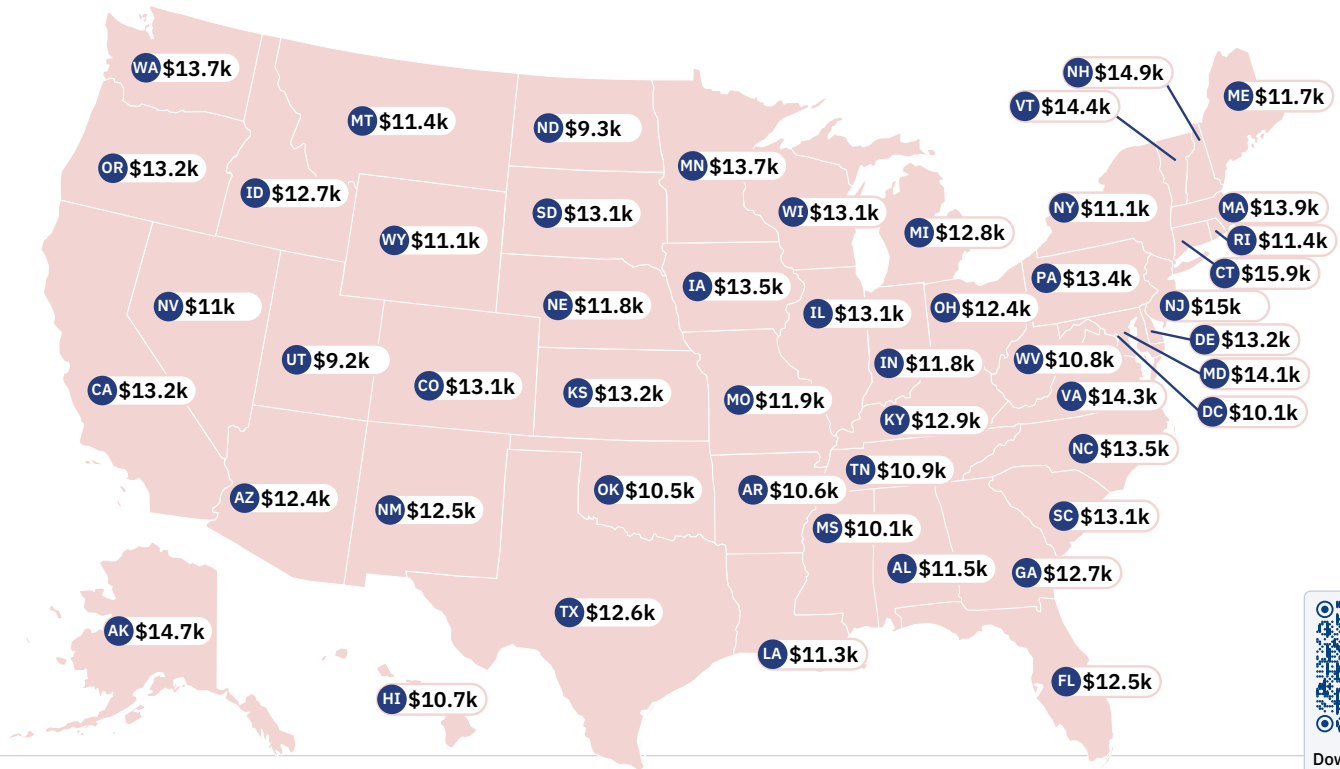 WA $13.7k
NH $14.9k
ME $11.7k
VT $14.4k
MT $11.4k
ND $9.3k
OR $13.2k
MN $13.7k
ID $12.7k
SD $13.1k
WI $13.1k
NY $11.1k
MA $13.9k
MI $12.8k
WY $11.1k
RI $11.4k
CT $15.9k
PA $13.4k
IA $13.5k
NV $11k
NE $11.8k
IL $13.1k
OH $12.4k
NJ $15k
DE $13.2k
UT $9.2k
IN $11.8k
WV $10.8k
MD $14.1k
CO $13.1k
CA $13.2k
KS $13.2k
MO $11.9k
VA $14.3k
DC $10.1k
KY $12.9k
NC $13.5k
TN $10.9k
AZ $12.4k
NM $12.5k
OK $10.5k
AR $10.6k
MS $10.1k
SC $13.1k
AL $11.5k
GA $12.7k
TX $12.6k
AK $14.7k
LA $11.3k
FL $12.5k
HI $10.7k